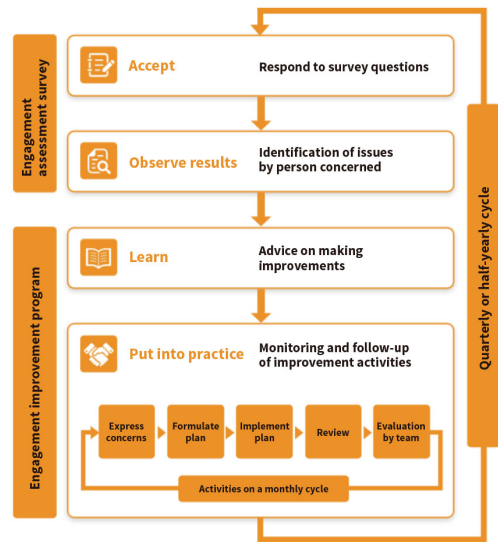 Engagement
assessment survey
Accept
Respond to survey questions
Observe results
Identification of issues
by person concerned
Engagement improvement program
Learn
Advice on making
improvements
Put into practice
Monitoring and follow-up
of improvement activities
Express
concerns
Formulate
plan
Implement
plan
Review
Evaluation
by team
Activities on a monthly cycle
Quarterly or half-yearly cycle